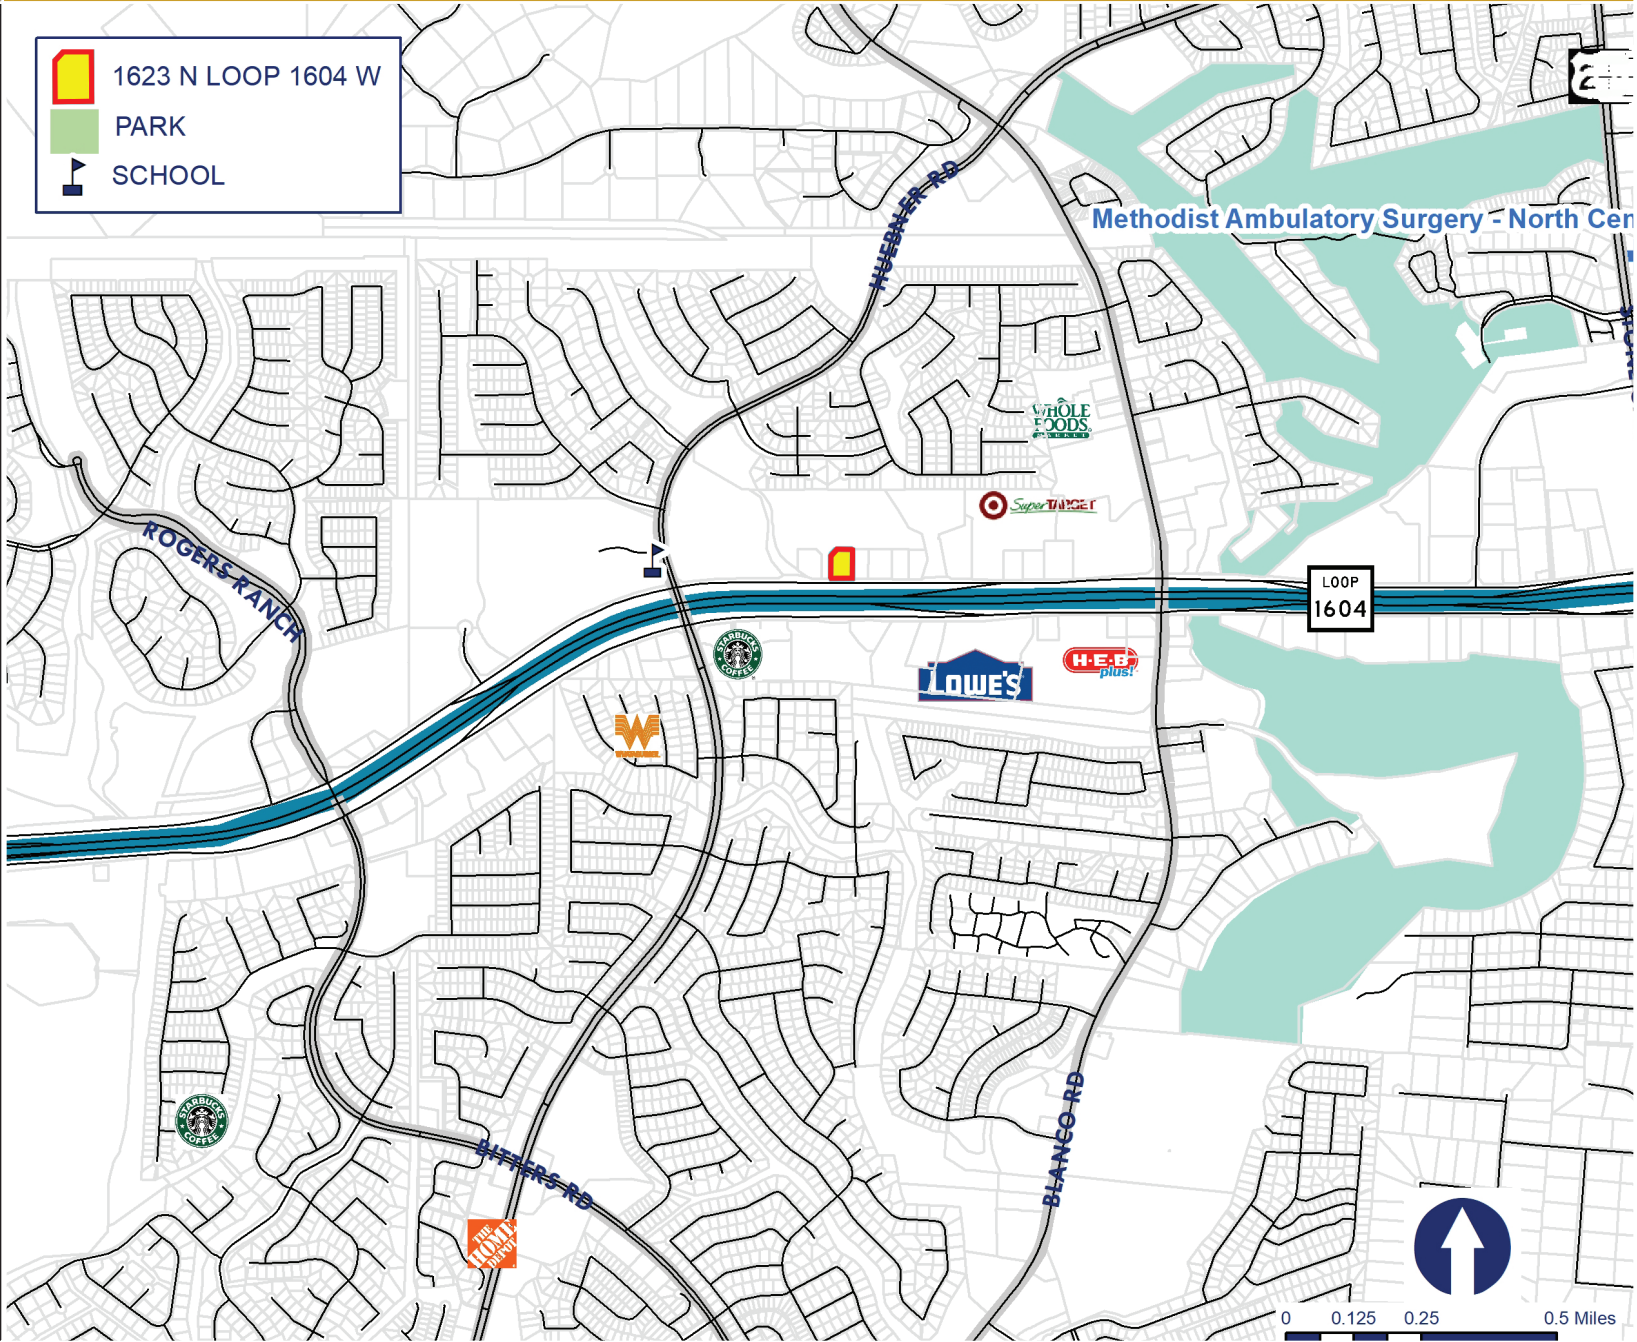 1623 N LOOP 1604 W
PARK
SCHOOL
HUEBNER RD
Methodist Ambulatory Surgery - North Cen
WHOLE
FOODS
MARKET
SuperTARGET
ROGERS RANCH
LOOP
1604
STARBUCKS
COFFEE
LOWE'S
H-E-B
plus!
W
WHATABURGER
STARBUCKS
COFFEE
BITTERS RD
BLANCO RD
THE
HOME
DEPOT
0 0.125 0.25 0.5 Miles